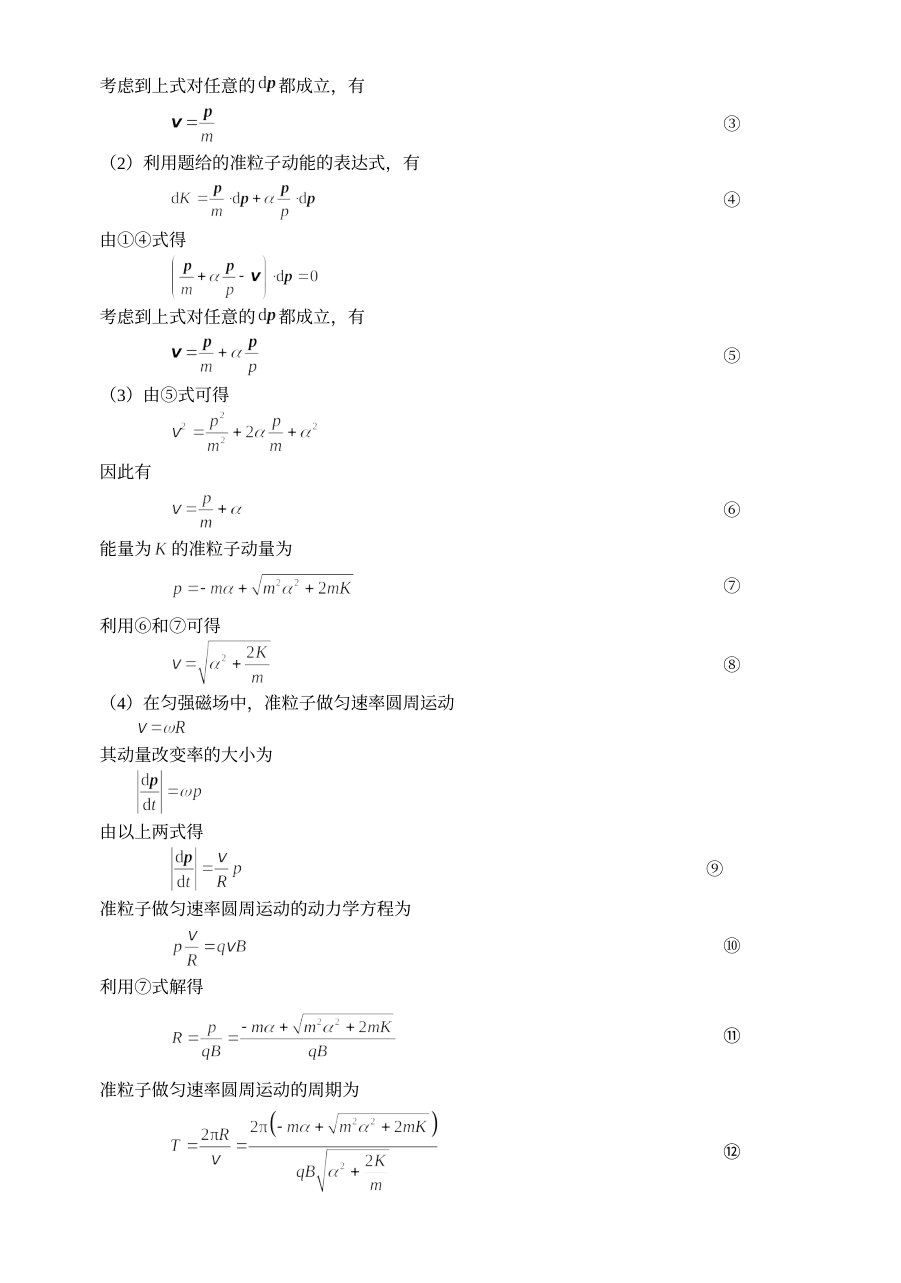 考虑到上式对任意的 dp 都成立，有
v = p/m ③
（2）利用题给的准粒子动能的表达式，有
dK = p/m · dp + α p/p · dp ④
由①④式得
(p/m + α p/p − v) · dp = 0
考虑到上式对任意的 dp 都成立，有
v = p/m + α p/p ⑤
（3）由⑤式可得
v² = p²/m² + 2α p/m + α²
因此有
v = p/m + α ⑥
能量为 K 的准粒子动量为
p = −mα + √(m²α² + 2mK) ⑦
利用⑥和⑦可得
v = √(α² + 2K/m) ⑧
（4）在匀强磁场中，准粒子做匀速率圆周运动
v = ωR
其动量改变率的大小为
|dp/dt| = ωp
由以上两式得
|dp/dt| = v/R p ⑨
准粒子做匀速率圆周运动的动力学方程为
p v/R = qvB ⑩
利用⑦式解得
R = p/qB = (−mα + √(m²α² + 2mK))/qB ⑪
准粒子做匀速率圆周运动的周期为
T = 2πR/v = 2π(−mα + √(m²α² + 2mK))/(qB√(α² + 2K/m)) ⑫